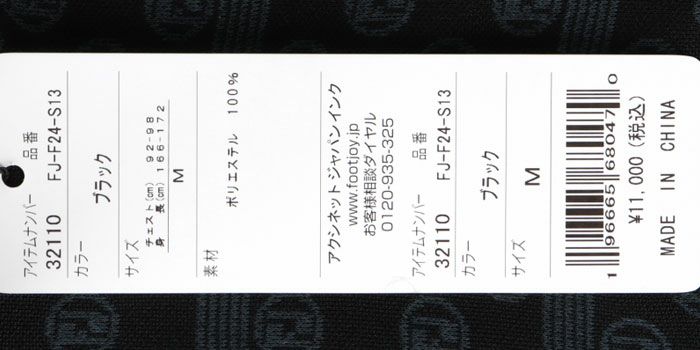 アイテムナンバー 品番
32110 FJ-F24-S13
カラー
ブラック
サイズ
チェスト(cm) 92-98
身長(cm) 166-172
M
素材
ポリエステル 100%
アクシネットジャパンインク
www.footjoy.jp
お客様相談ダイヤル
0120-935-325
アイテムナンバー 品番
32110 FJ-F24-S13
カラー
ブラック
サイズ
M
1 96665 68047 0
¥11,000(税込)
MADE IN CHINA
FJ
FJ
FJ